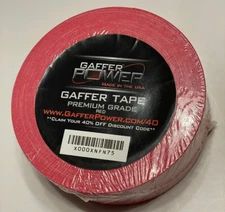 GAFFER
POWER
MADE IN THE USA
GAFFER TAPE
PREMIUM GRADE
RED
WWW.GAFFERPOWER.COM/40
**CLAIM YOUR 40% OFF DISCOUNT CODE**
X000XNFN75